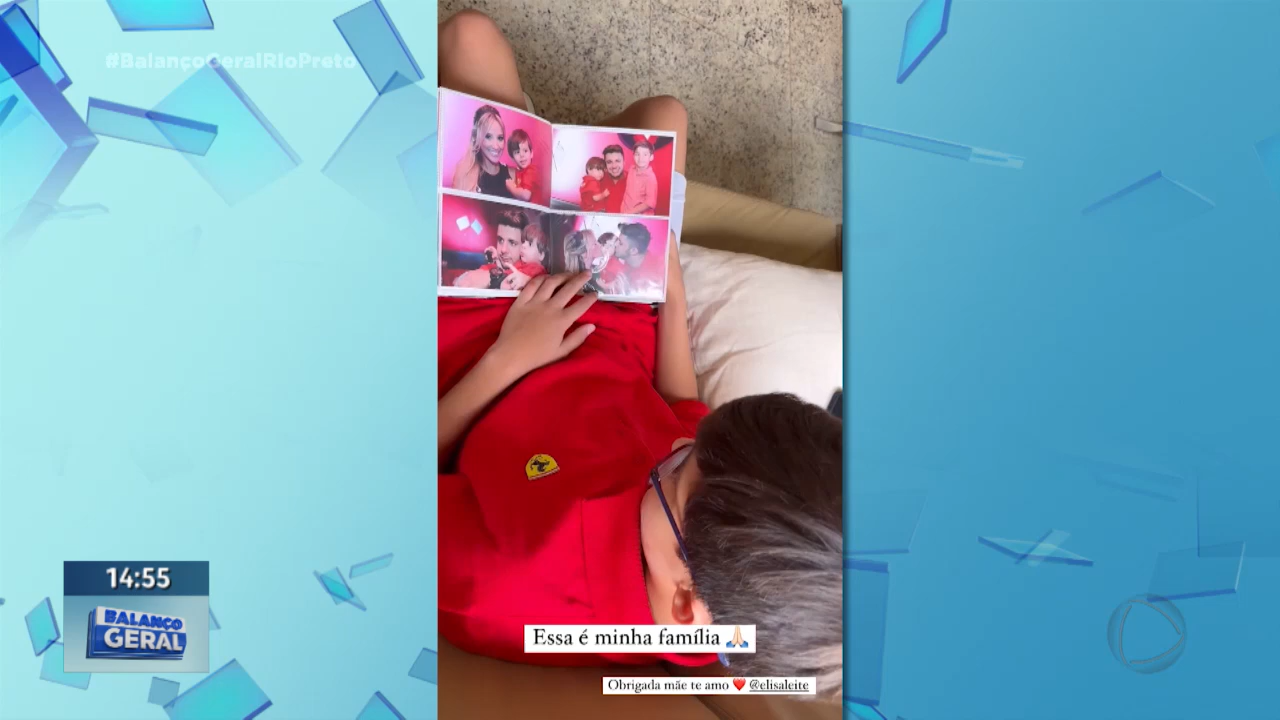 #BalançoGeralRioPreto
14:55
BALANÇO
GERAL
Essa é minha família 🙏🏻
Obrigada mãe te amo ❤️ @elisaleite